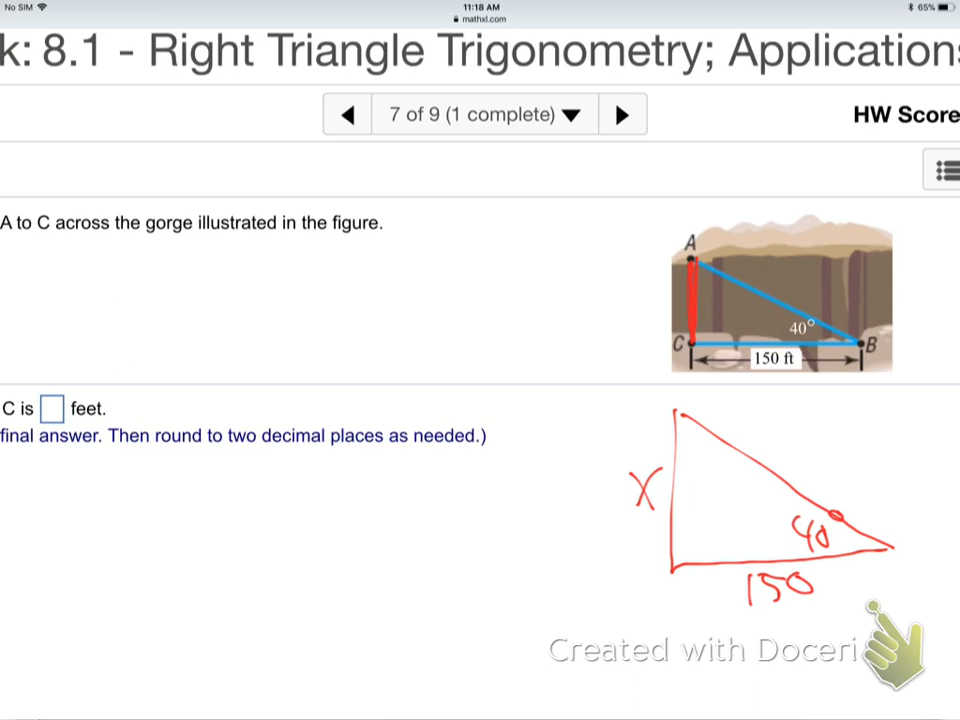 No SIM
11:18 AM
65%
mathxl.com
k: 8.1 - Right Triangle Trigonometry; Applications
7 of 9 (1 complete)
HW Score
A to C across the gorge illustrated in the figure.
A
40°
C
B
150 ft
C is feet.
final answer. Then round to two decimal places as needed.)
X
40
150
Created with Doceri